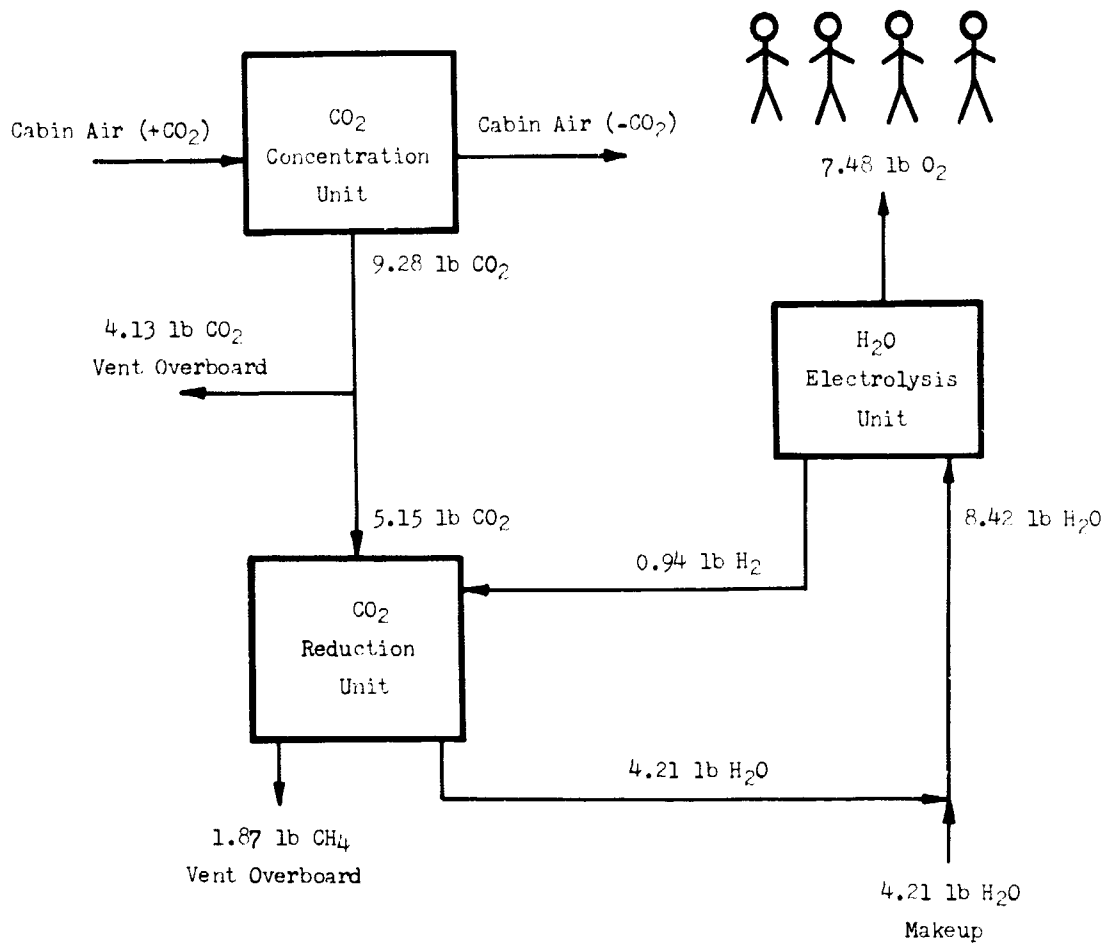 CO₂
Concentration
Unit
Cabin Air (+CO₂)
Cabin Air (-CO₂)
7.48 lb O₂
9.28 lb CO₂
4.13 lb CO₂
Vent Overboard
H₂O
Electrolysis
Unit
5.15 lb CO₂
8.42 lb H₂O
0.94 lb H₂
CO₂
Reduction
Unit
4.21 lb H₂O
1.87 lb CH₄
Vent Overboard
4.21 lb H₂O
Makeup